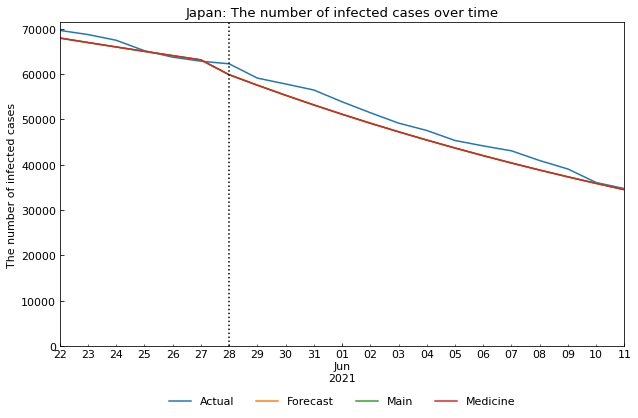 Japan: The number of infected cases over time
The number of infected cases
70000
60000
50000
40000
30000
20000
10000
0
22 23 24 25 26 27 28 29 30 31 01 02 03 04 05 06 07 08 09 10 11
Jun
2021
Actual Forecast Main Medicine